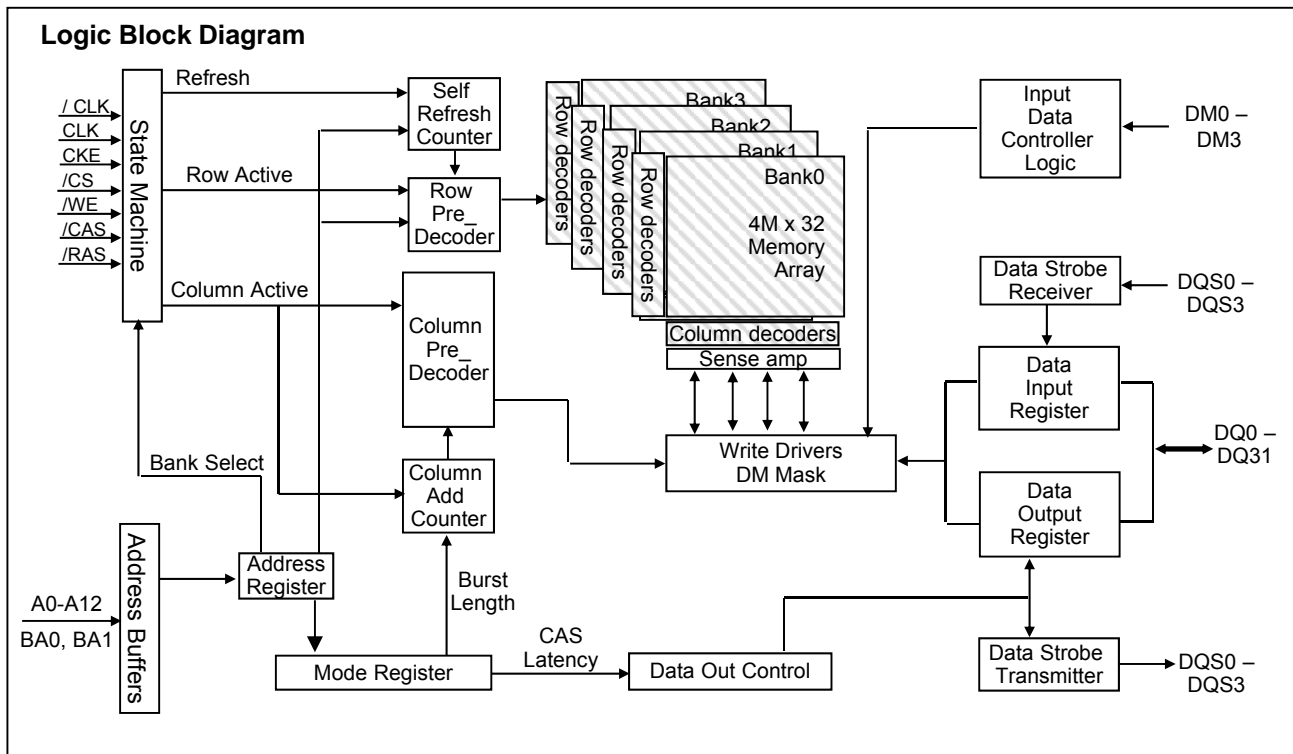 Logic Block Diagram
/ CLK
CLK
CKE
/CS
/WE
/CAS
/RAS
State Machine
Refresh
Row Active
Column Active
Bank Select
Self
Refresh
Counter
Row
Pre_
Decoder
Column
Pre_
Decoder
Column
Add
Counter
Row decoders
Row decoders
Row decoders
Row decoders
Bank3
Bank2
Bank1
Bank0
4M x 32
Memory
Array
Column decoders
Sense amp
Write Drivers
DM Mask
Input
Data
Controller
Logic
DM0 –
DM3
Data Strobe
Receiver
DQS0 –
DQS3
Data
Input
Register
DQ0 –
DQ31
Data
Output
Register
A0-A12
BA0, BA1
Address Buffers
Address
Register
Burst
Length
Mode Register
CAS
Latency
Data Out Control
Data Strobe
Transmitter
DQS0 –
DQS3